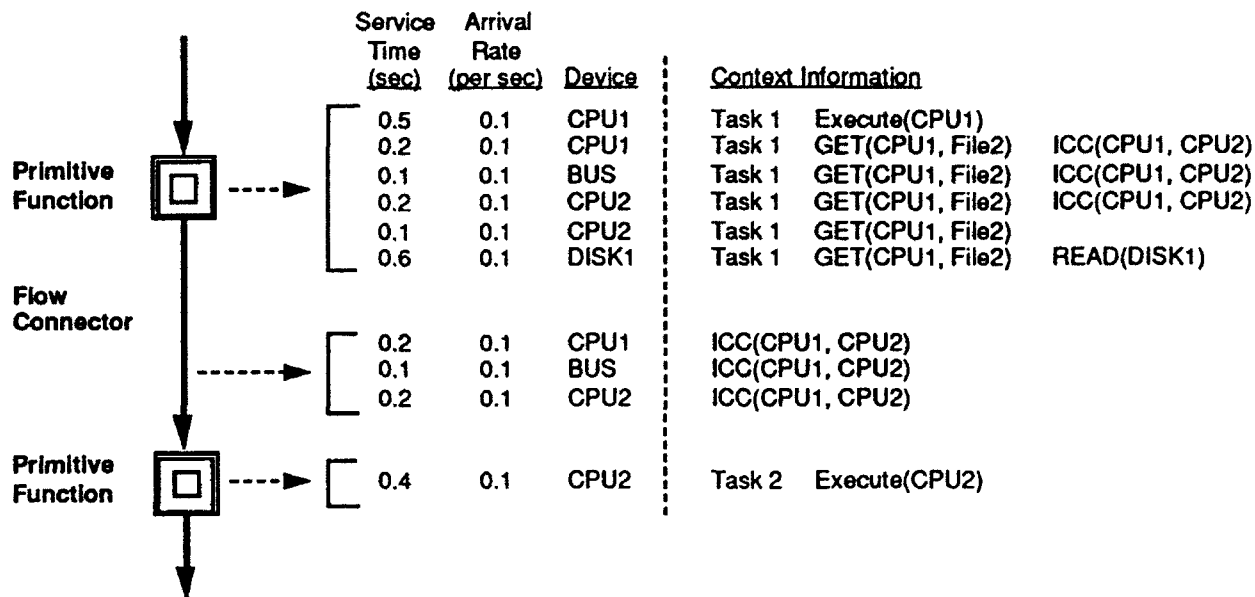 Service Arrival
Time Rate
(sec) (per sec) Device Context Information
0.5 0.1 CPU1 Task 1 Execute(CPU1)
0.2 0.1 CPU1 Task 1 GET(CPU1, File2) ICC(CPU1, CPU2)
Primitive Function
0.1 0.1 BUS Task 1 GET(CPU1, File2) ICC(CPU1, CPU2)
0.2 0.1 CPU2 Task 1 GET(CPU1, File2) ICC(CPU1, CPU2)
0.1 0.1 CPU2 Task 1 GET(CPU1, File2)
0.6 0.1 DISK1 Task 1 GET(CPU1, File2) READ(DISK1)
Flow
Connector
0.2 0.1 CPU1 ICC(CPU1, CPU2)
0.1 0.1 BUS ICC(CPU1, CPU2)
0.2 0.1 CPU2 ICC(CPU1, CPU2)
Primitive
Function
0.4 0.1 CPU2 Task 2 Execute(CPU2)